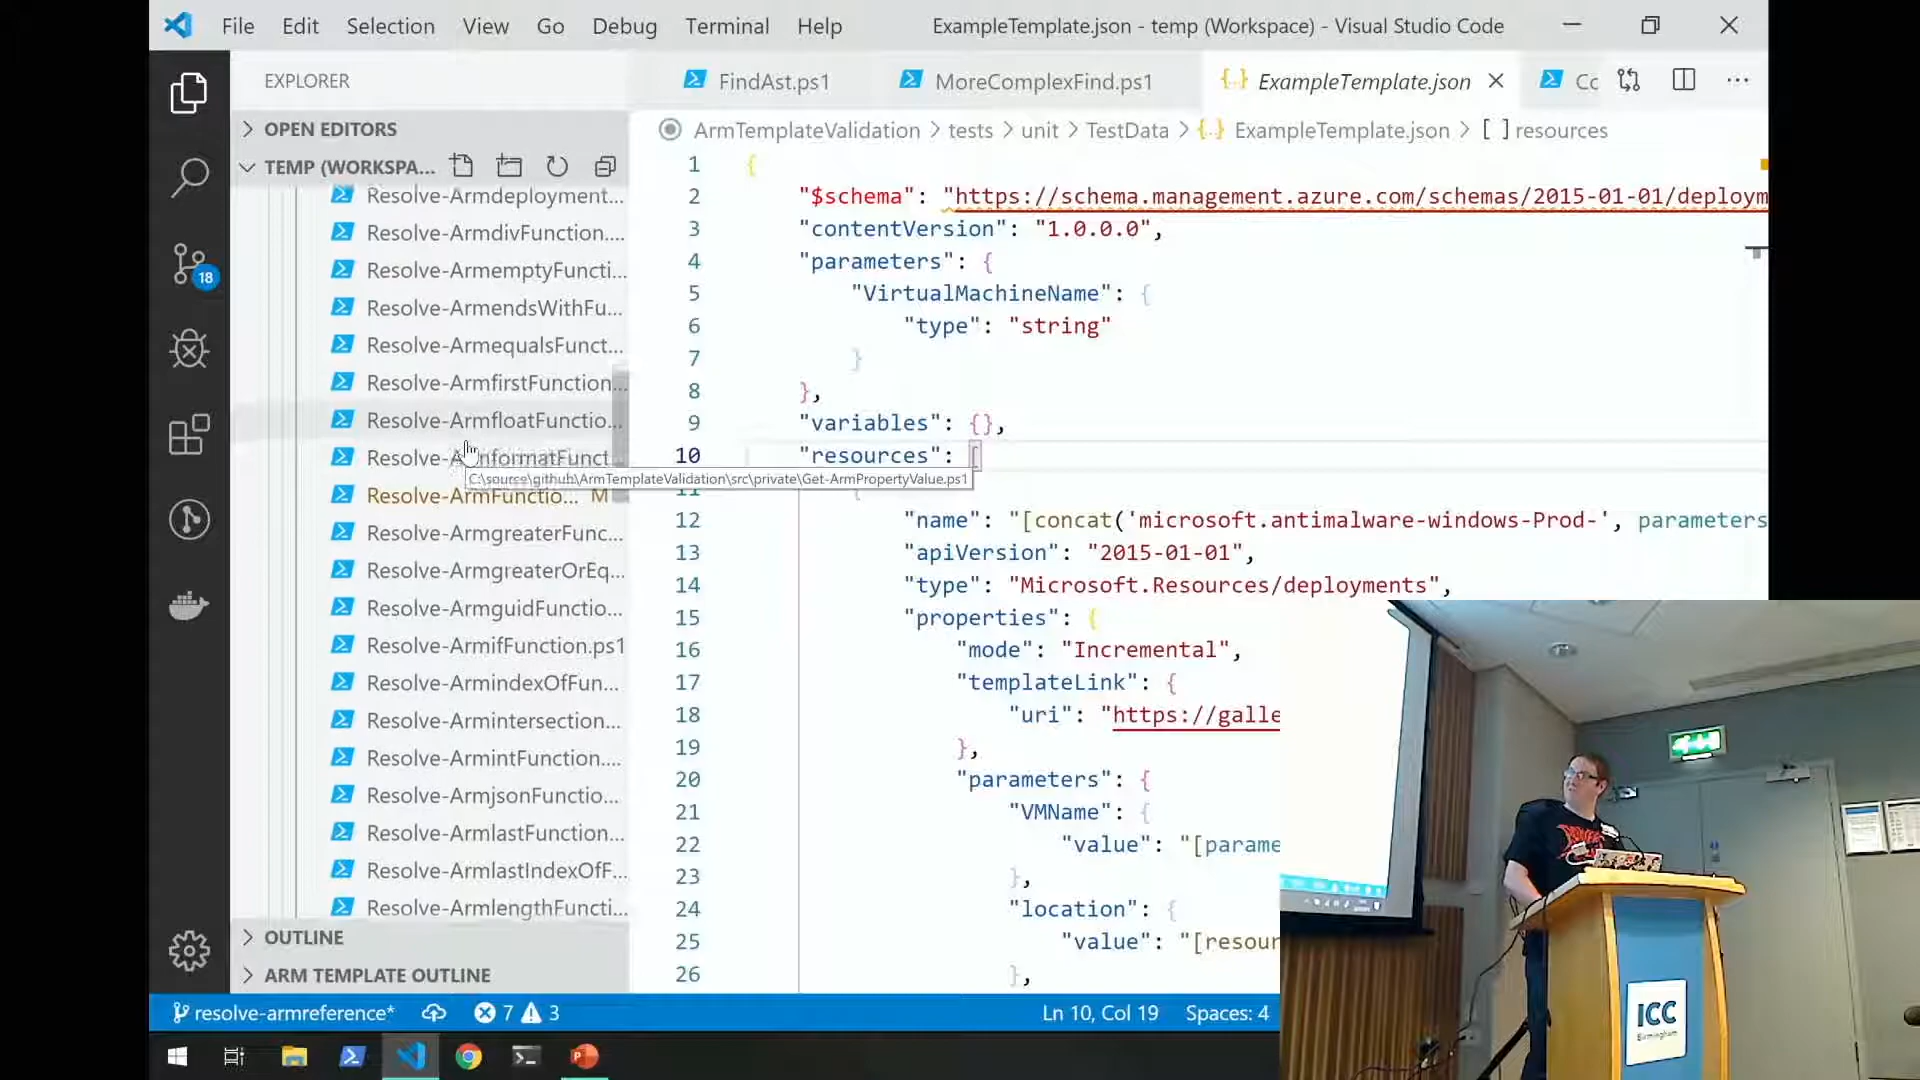 File Edit Selection View Go Debug Terminal Help
ExampleTemplate.json - temp (Workspace) - Visual Studio Code
EXPLORER
OPEN EDITORS
TEMP (WORKSPA...
Resolve-Armdeployment...
Resolve-ArmdivFunction....
Resolve-ArmemptyFuncti...
Resolve-ArmendsWithFu...
Resolve-ArmequalsFunct...
Resolve-ArmfirstFunction...
Resolve-ArmfloatFunctio...
Resolve-ArmformatFunct...
Resolve-ArmFunctio... M
Resolve-ArmgreaterFunc...
Resolve-ArmgreaterOrEq...
Resolve-ArmguidFunctio...
Resolve-ArmifFunction.ps1
Resolve-ArmindexOfFun...
Resolve-Armintersection...
Resolve-ArmintFunction....
Resolve-ArmjsonFunctio...
Resolve-ArmlastFunction...
Resolve-ArmlastIndexOfF...
Resolve-ArmlengthFuncti...
OUTLINE
ARM TEMPLATE OUTLINE
18
FindAst.ps1 MoreComplexFind.ps1 ExampleTemplate.json Cc
ArmTemplateValidation > tests > unit > TestData > {..} ExampleTemplate.json > [ ] resources
1 {
2 "$schema": "https://schema.management.azure.com/schemas/2015-01-01/deploym
3 "contentVersion": "1.0.0.0",
4 "parameters": {
5 "VirtualMachineName": {
6 "type": "string"
7 }
8 },
9 "variables": {},
10 "resources": [
C:\source\github\ArmTemplateValidation\src\private\Get-ArmPropertyValue.ps1
11 {
12 "name": "[concat('microsoft.antimalware-windows-Prod-', parameters
13 "apiVersion": "2015-01-01",
14 "type": "Microsoft.Resources/deployments",
15 "properties": {
16 "mode": "Incremental",
17 "templateLink": {
18 "uri": "https://galle
19 },
20 "parameters": {
21 "VMName": {
22 "value": "[parame
23 },
24 "location": {
25 "value": "[resour
26 },
resolve-armreference* 7 3
Ln 10, Col 19 Spaces: 4
ICC
Birmingham